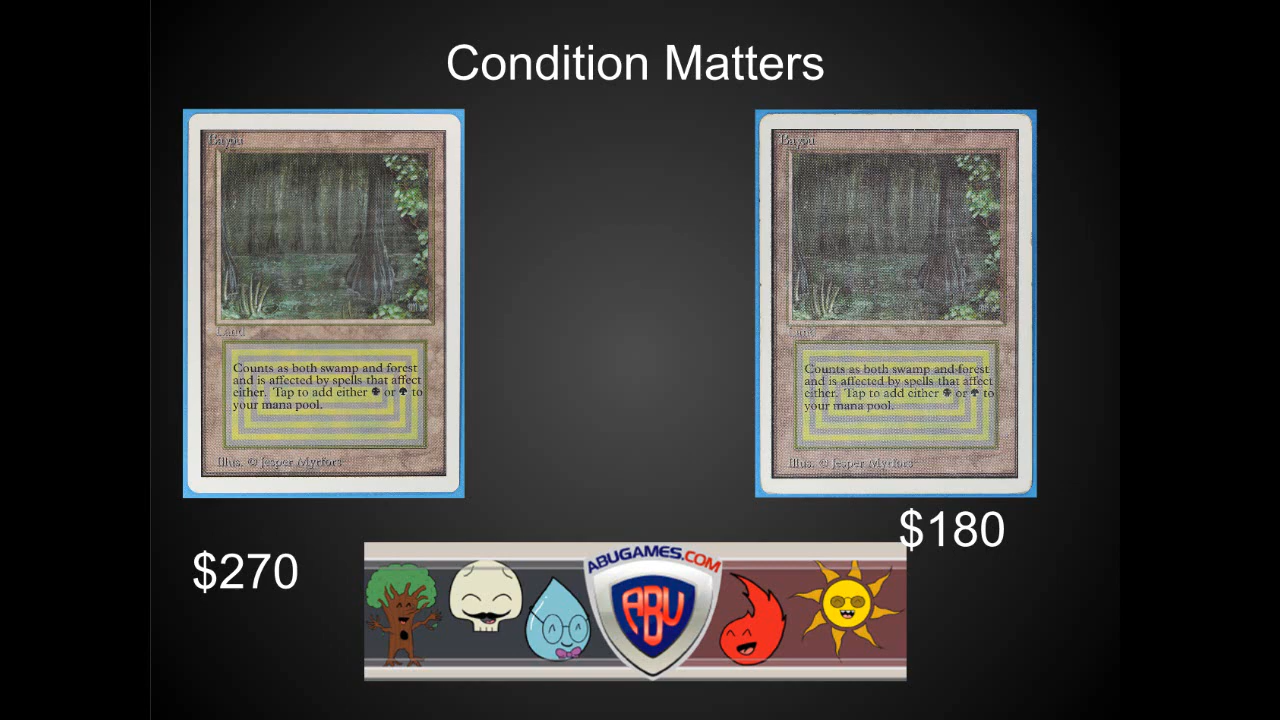 Condition Matters
Bayou
Land
Counts as both swamp and forest
and is affected by spells that affect
either. Tap to add either or to
your mana pool.
Illus. © Jesper Myrfors
$270
Bayou
Land
Counts as both swamp and forest
and is affected by spells that affect
either. Tap to add either or to
your mana pool.
Illus. © Jesper Myrfors
$180
ABUGAMES.COM
ABU